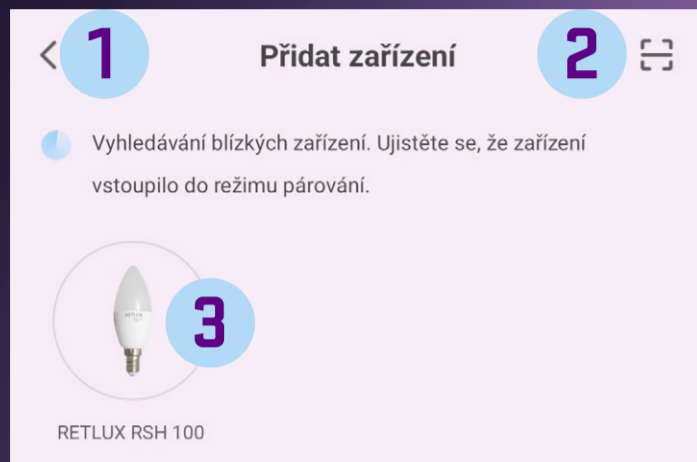 1
Přidat zařízení
2
Vyhledávání blízkých zařízení. Ujistěte se, že zařízení
vstoupilo do režimu párování.
RETLUX
3
RETLUX RSH 100